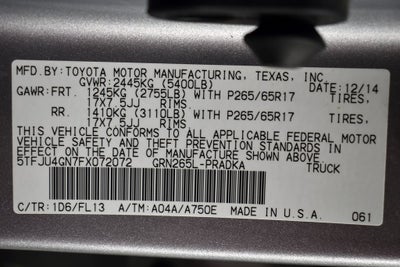 MFD.BY: TOYOTA MOTOR MANUFACTURING, TEXAS, INC.
GVWR: 2445KG (5400LB) 12/14
GAWR: FRT. 1245KG (2755LB) WITH P265/65R17 TIRES,
17X7.5JJ RIMS
RR. 1410KG (3110LB) WITH P265/65R17 TIRES,
17X7.5JJ RIMS
THIS VEHICLE CONFORMS TO ALL APPLICABLE FEDERAL MOTOR
VEHICLE SAFETY AND THEFT PREVENTION STANDARDS IN
EFFECT ON THE DATE OF MANUFACTURE SHOWN ABOVE.
5TFJU4GN7FX072072 GRN265L-PRADKA TRUCK
C/TR: 1D6/FL13 A/TM: A04A/A750E MADE IN U.S.A. 061